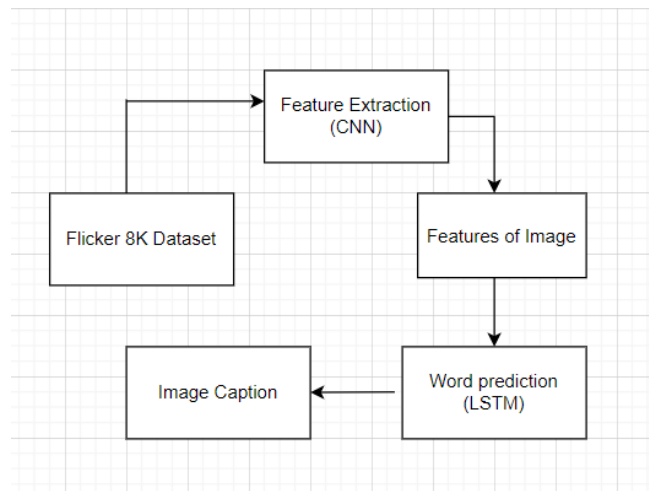 Feature Extraction
(CNN)
Flicker 8K Dataset
Features of Image
Image Caption
Word prediction
(LSTM)